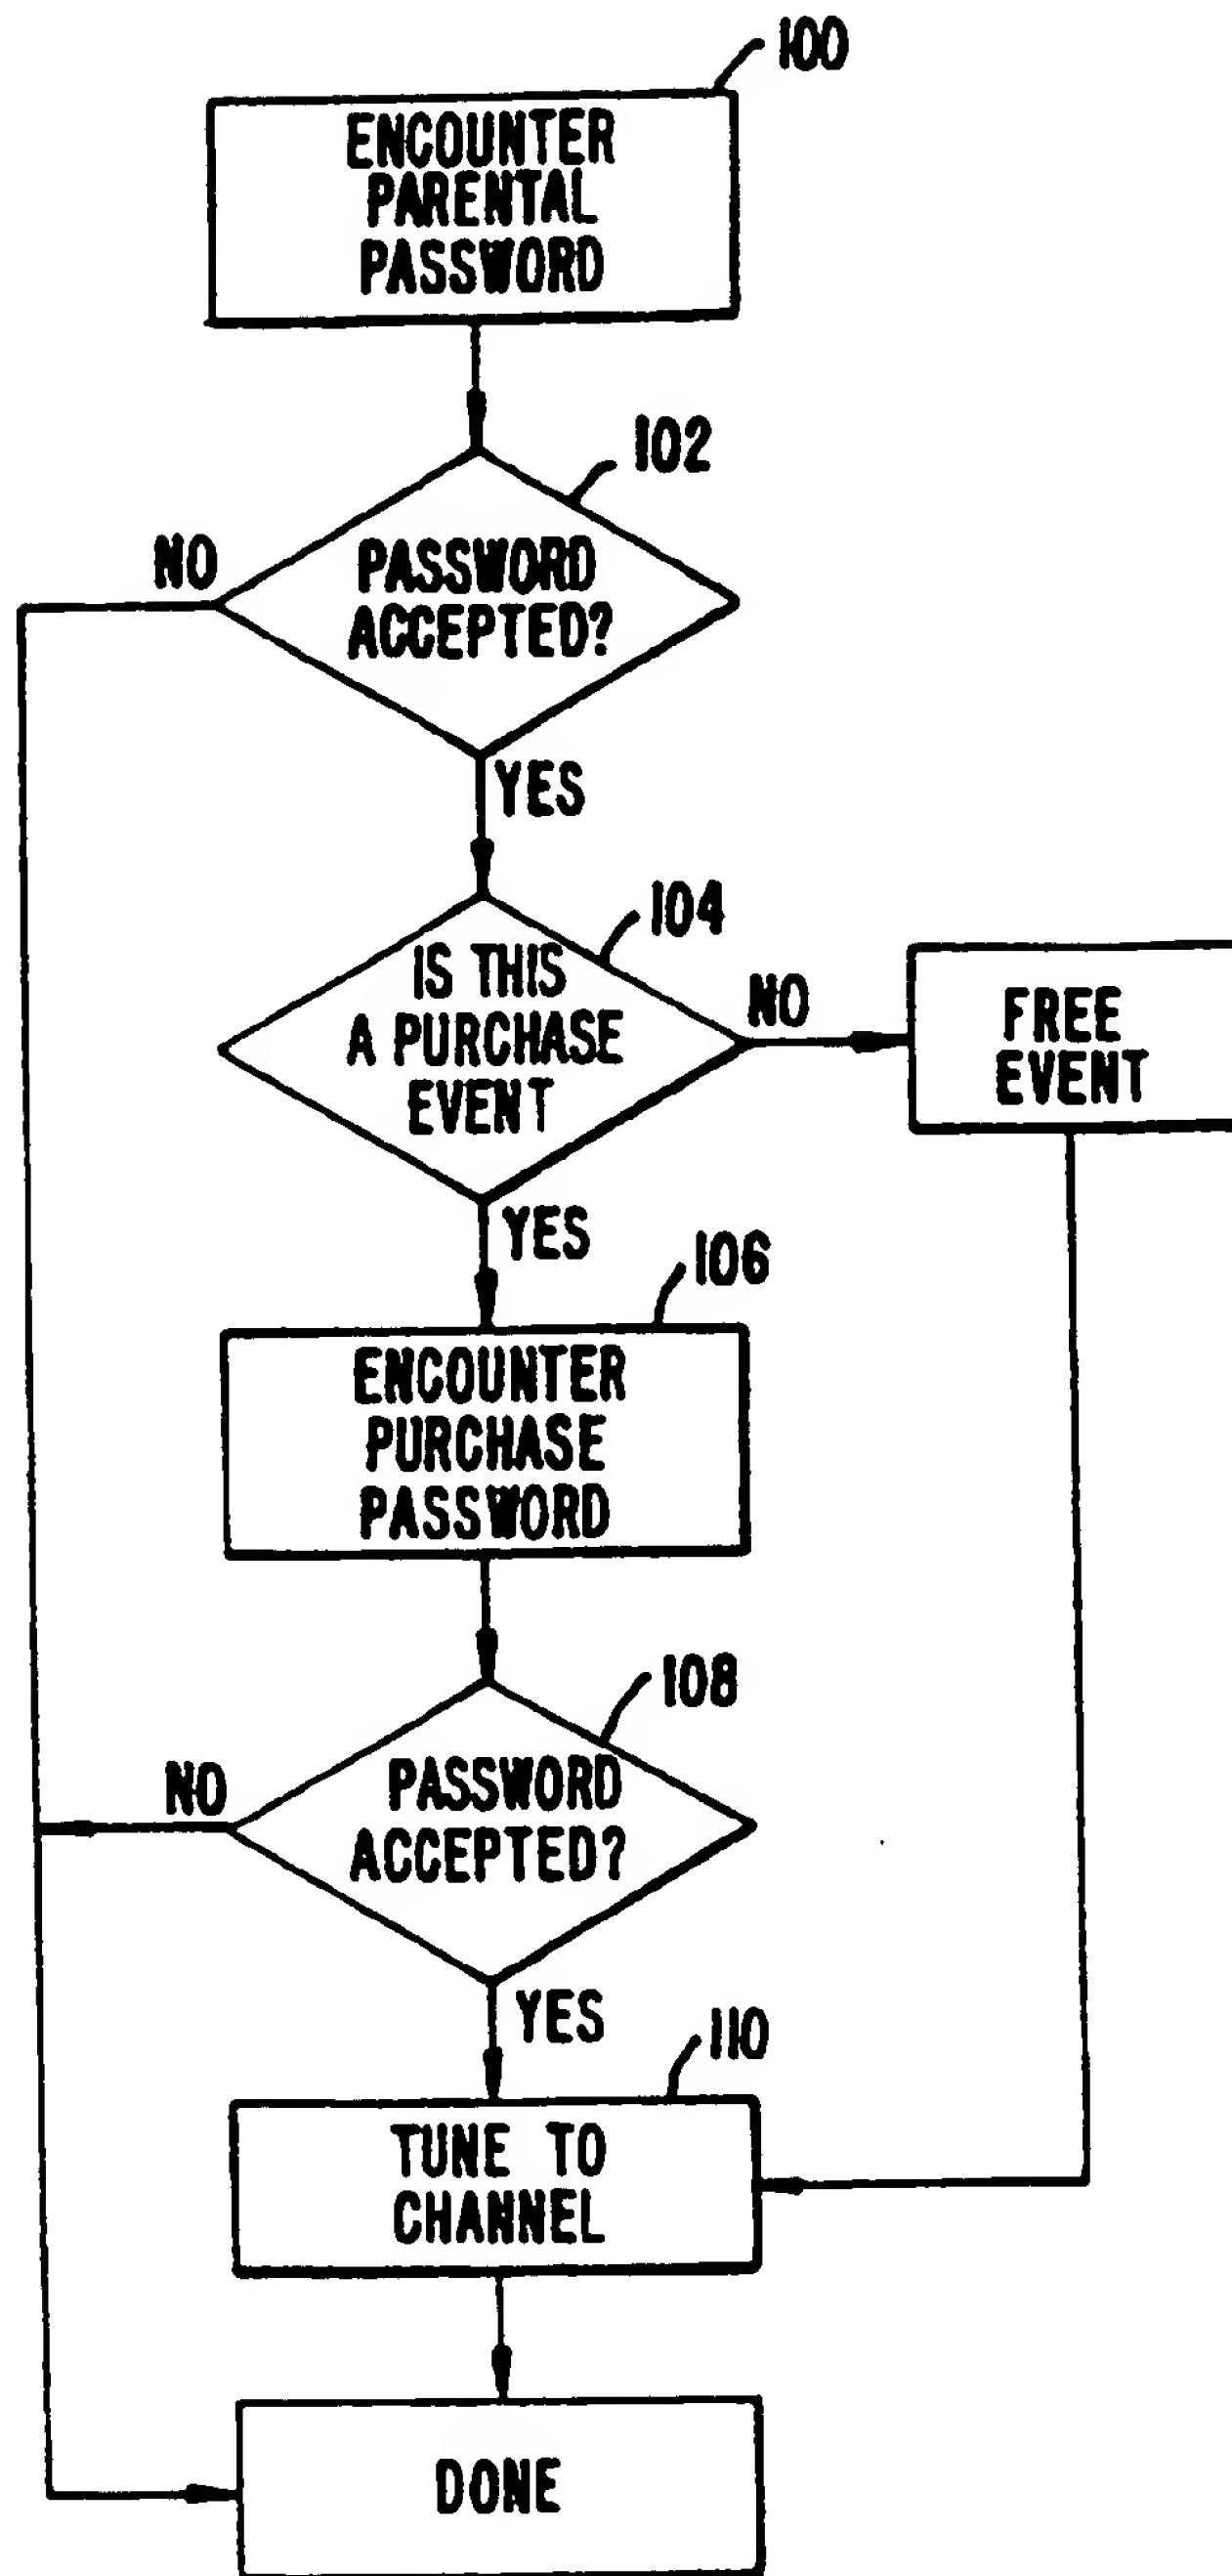 100
ENCOUNTER
PARENTAL
PASSWORD
102
NO
PASSWORD
ACCEPTED?
YES
104
IS THIS
A PURCHASE
EVENT
NO
FREE
EVENT
YES
106
ENCOUNTER
PURCHASE
PASSWORD
108
NO
PASSWORD
ACCEPTED?
YES
110
TUNE TO
CHANNEL
DONE